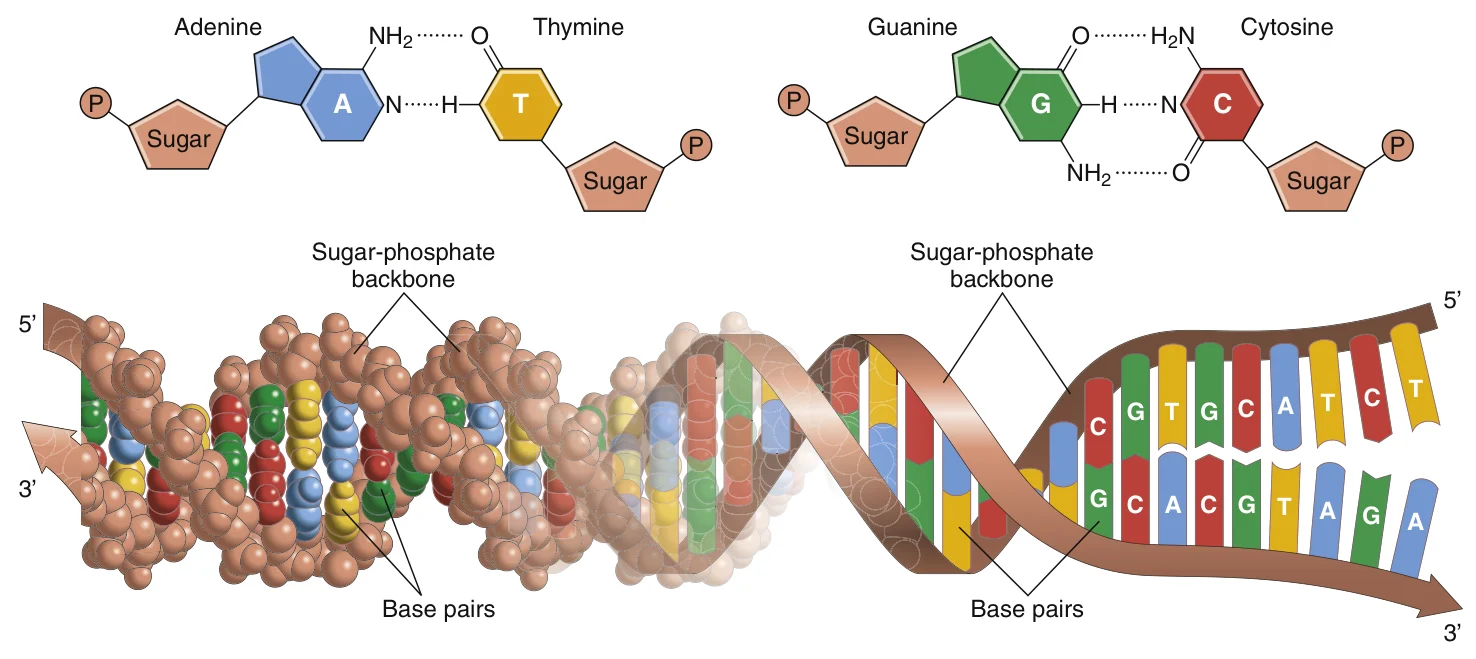 Adenine
NH2
O
Thymine
P
A
N
H
T
Sugar
P
Sugar
Guanine
O
H2N
Cytosine
P
G
H
N
C
Sugar
P
NH2
O
Sugar
Sugar-phosphate
backbone
Sugar-phosphate
backbone
5’
5’
3’
C G T G C A T C T
G C A C G T A G A
Base pairs
Base pairs
3’